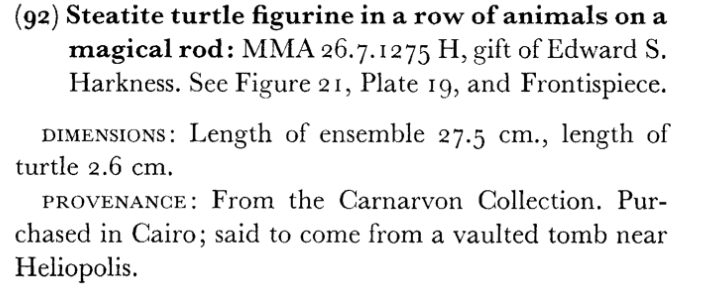 (92) Steatite turtle figurine in a row of animals on a
magical rod: MMA 26.7.1275 H, gift of Edward S.
Harkness. See Figure 21, Plate 19, and Frontispiece.
DIMENSIONS: Length of ensemble 27.5 cm., length of
turtle 2.6 cm.
PROVENANCE: From the Carnarvon Collection. Pur-
chased in Cairo; said to come from a vaulted tomb near
Heliopolis.